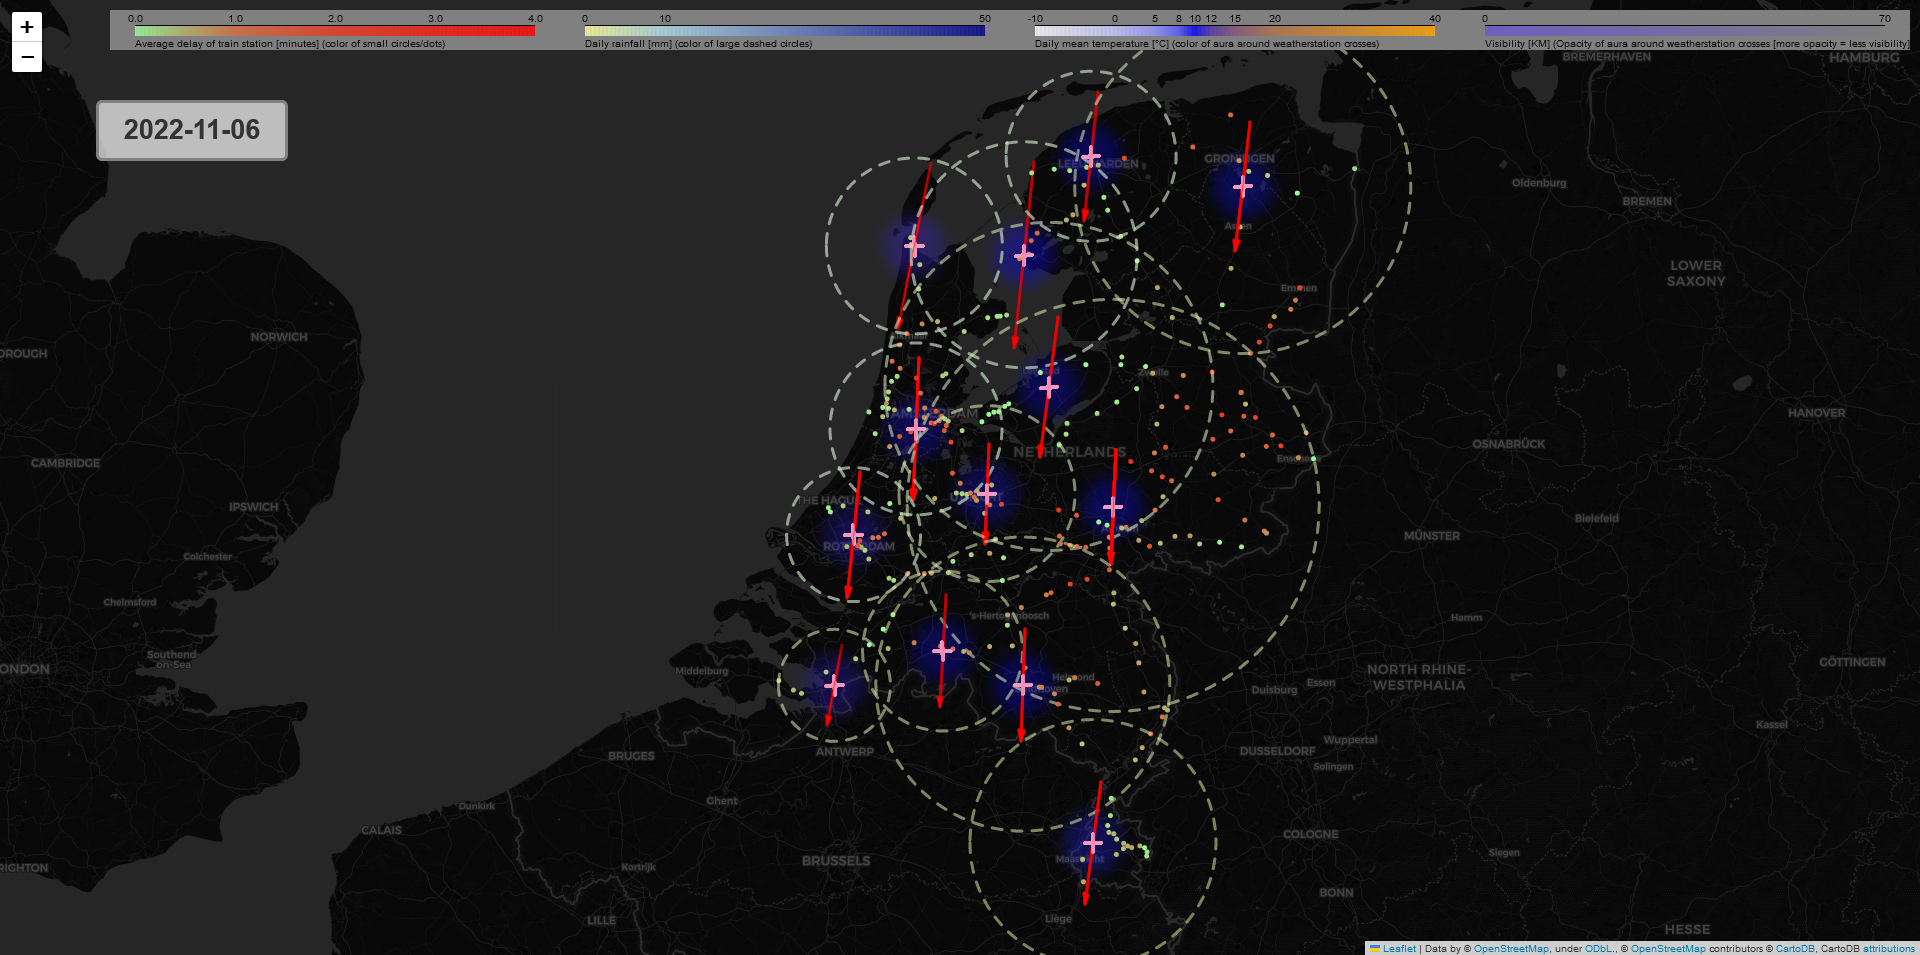 +
−
0.0 1.0 2.0 3.0 4.0
Average delay of train station [minutes] (color of small circles/dots)
0 10 50
Daily rainfall [mm] (color of large dashed circles)
-10 0 5 8 10 12 15 20 40
Daily mean temperature [°C] (color of aura around weatherstation crosses)
0 70
Visibility [KM] (Opacity of aura around weatherstation crosses [more opacity = less visibility]
2022-11-06
BREMERHAVEN
HAMBURG
GRONINGEN
Oldenburg
BREMEN
Assen
LOWER
SAXONY
Emmen
NORWICH
OROUGH
Zwolle
HANOVER
AMSTERDAM
OSNABRÜCK
NETHERLANDS
CAMBRIDGE
THE HAGUE
IPSWICH
Bielefeld
MÜNSTER
ROTTERDAM
Colchester
Chelmsford
's-Hertogenbosch
Hamm
Southend
-on-Sea
ONDON
Middelburg
Helmond
Eindhoven
NORTH RHINE-
WESTPHALIA
GÖTTINGEN
Essen
Duisburg
Kassel
ANTWERP
BRUGES
DUSSELDORF
Wuppertal
Solingen
Ghent
Dunkirk
CALAIS
COLOGNE
Siegen
Maastricht
BRUSSELS
RIGHTON
Kortrijk
BONN
LILLE
Liège
HESSE
Leaflet | Data by © OpenStreetMap, under ODbL., © OpenStreetMap contributors © CartoDB, CartoDB attributions